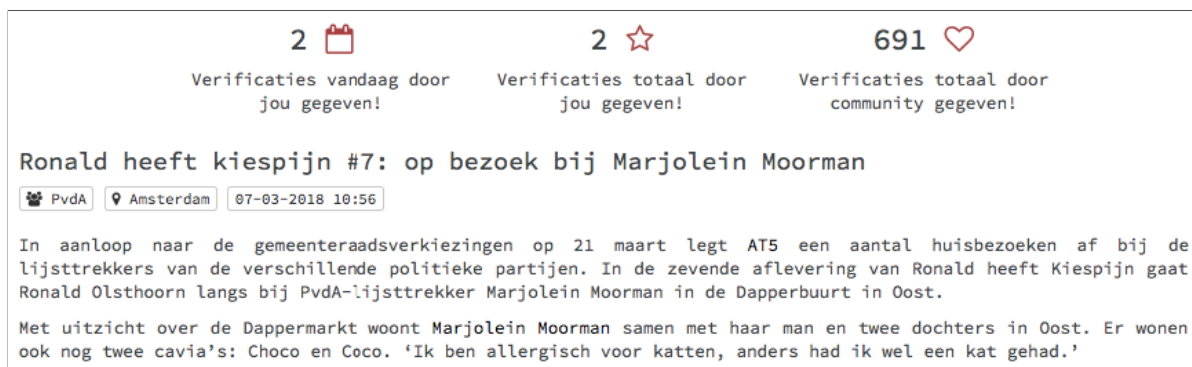 2
Verificaties vandaag door
jou gegeven!
2
Verificaties totaal door
jou gegeven!
691
Verificaties totaal door
community gegeven!
Ronald heeft kiespijn #7: op bezoek bij Marjolein Moorman
PvdA Amsterdam 07-03-2018 10:56
In aanloop naar de gemeenteraadsverkiezingen op 21 maart legt AT5 een aantal huisbezoeken af bij de
lijsttrekkers van de verschillende politieke partijen. In de zevende aflevering van Ronald heeft Kiespijn gaat
Ronald Olsthoorn langs bij PvdA-lijsttrekker Marjolein Moorman in de Dapperbuurt in Oost.
Met uitzicht over de Dappermarkt woont Marjolein Moorman samen met haar man en twee dochters in Oost. Er wonen
ook nog twee cavia’s: Choco en Coco. ‘Ik ben allergisch voor katten, anders had ik wel een kat gehad.’